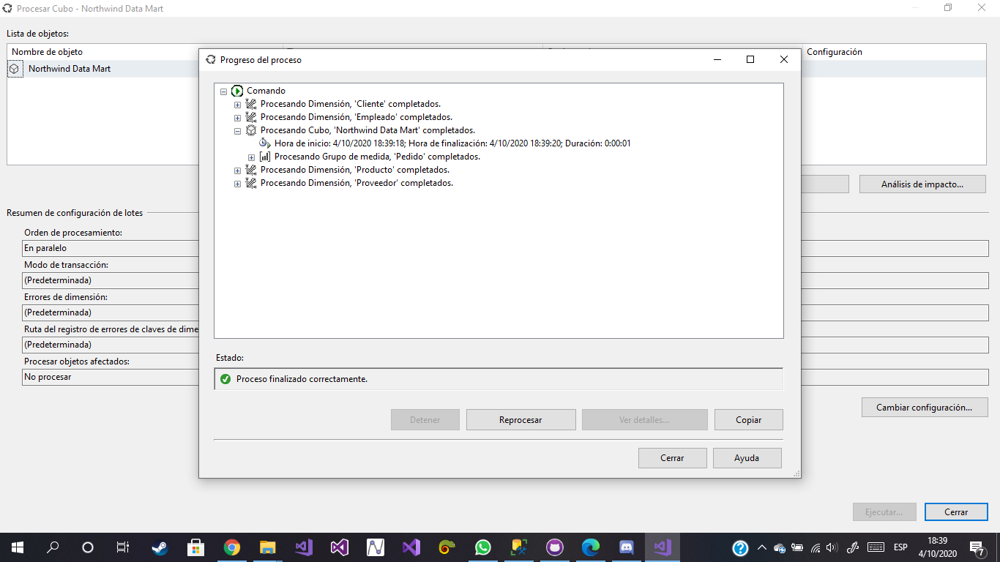 Procesar Cubo - Northwind Data Mart
Lista de objetos:
Nombre de objeto
Configuración
Northwind Data Mart
Progreso del proceso
Comando
Procesando Dimensión, 'Cliente' completados.
Procesando Dimensión, 'Empleado' completados.
Procesando Cubo, 'Northwind Data Mart' completados.
Hora de inicio: 4/10/2020 18:39:18; Hora de finalización: 4/10/2020 18:39:20; Duración: 0:00:01
Procesando Grupo de medida, 'Pedido' completados.
Procesando Dimensión, 'Producto' completados.
Procesando Dimensión, 'Proveedor' completados.
Análisis de impacto...
Resumen de configuración de lotes
Orden de procesamiento:
En paralelo
Modo de transacción:
(Predeterminada)
Errores de dimensión:
(Predeterminada)
Ruta del registro de errores de claves de dime
(Predeterminada)
Procesar objetos afectados:
No procesar
Estado:
Proceso finalizado correctamente.
Detener
Reprocesar
Ver detalles...
Copiar
Cambiar configuración...
Cerrar
Ayuda
Ejecutar...
Cerrar
ESP
18:39
4/10/2020
7